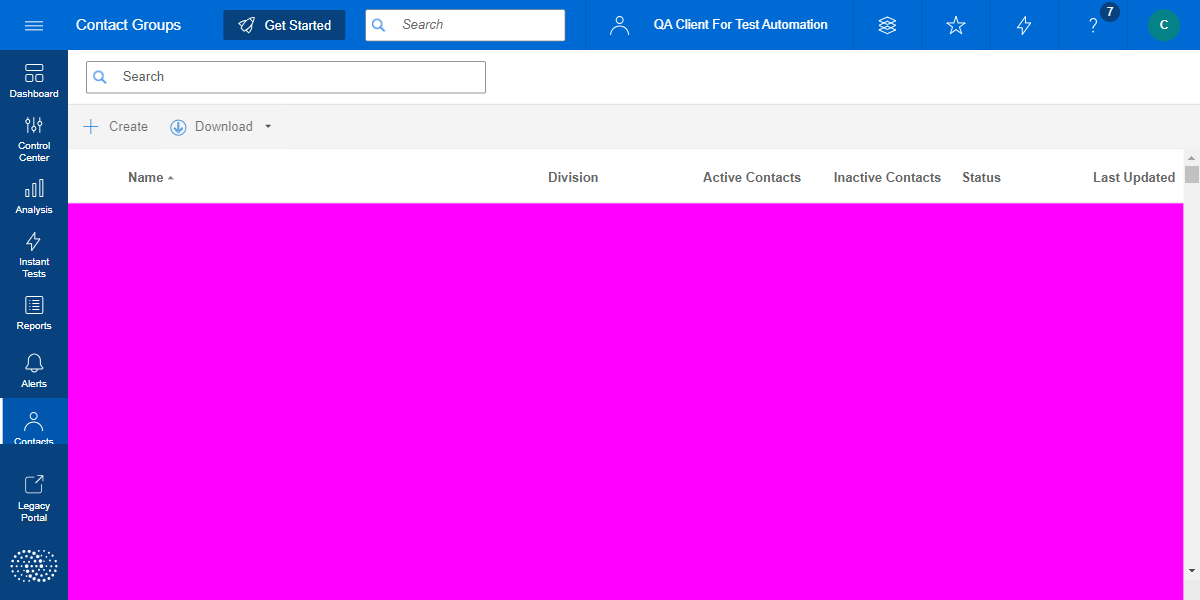 Contact Groups
Get Started
Search
QA Client For Test Automation
7
?
C
Dashboard
Control
Center
Analysis
Instant
Tests
Reports
Alerts
Contacts
Legacy
Portal
Search
Create
Download
Name
Division
Active Contacts
Inactive Contacts
Status
Last Updated